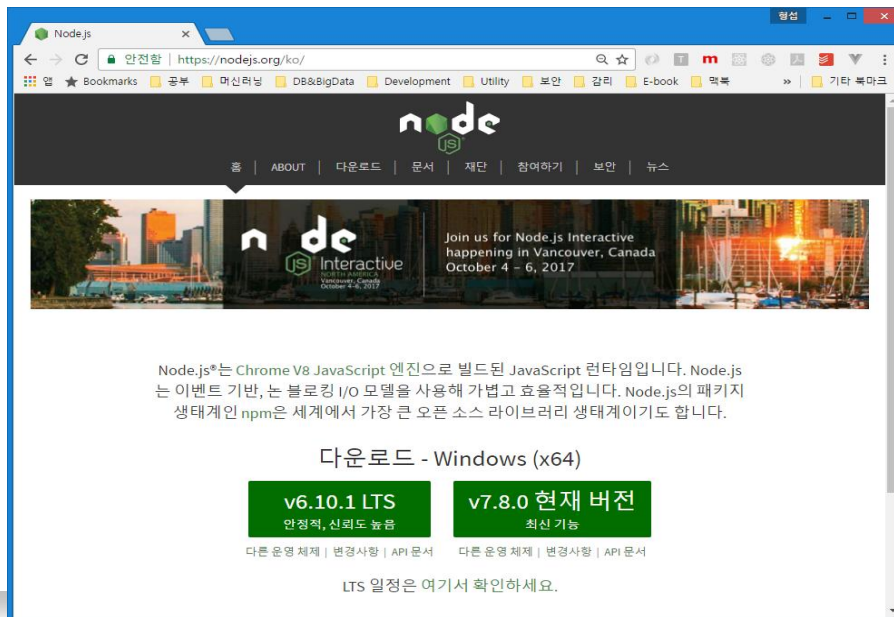 형섭
Node.js
안전함 | https://nodejs.org/ko/
앱 Bookmarks 공부 머신러닝 DB&BigData Development Utility 보안 감리 E-book 맥북 » 기타 북마크
node
JS
홈 | ABOUT | 다운로드 | 문서 | 재단 | 참여하기 | 보안 | 뉴스
node
JS Interactive
NORTH AMERICA
Vancouver, Canada
October 4-6, 2017
Join us for Node.js Interactive
happening in Vancouver, Canada
October 4 – 6, 2017
Node.js®는 Chrome V8 JavaScript 엔진으로 빌드된 JavaScript 런타임입니다. Node.js
는 이벤트 기반, 논 블로킹 I/O 모델을 사용해 가볍고 효율적입니다. Node.js의 패키지
생태계인 npm은 세계에서 가장 큰 오픈 소스 라이브러리 생태계이기도 합니다.
다운로드 - Windows (x64)
v6.10.1 LTS
안정적, 신뢰도 높음
v7.8.0 현재 버전
최신 기능
다른 운영 체제 | 변경사항 | API 문서
다른 운영 체제 | 변경사항 | API 문서
LTS 일정은 여기서 확인하세요.